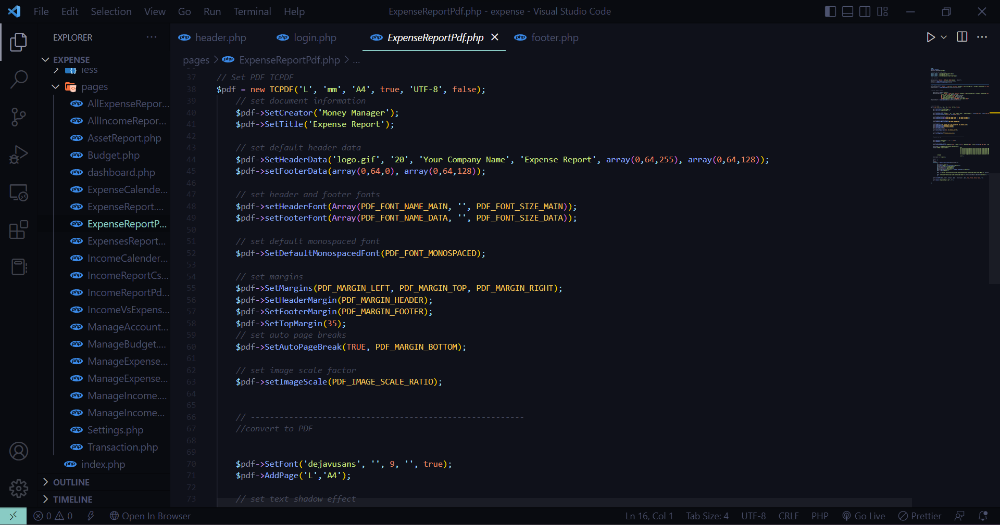 File Edit Selection View Go Run Terminal Help
ExpenseReportPdf.php - expense - Visual Studio Code
EXPLORER
header.php
login.php
ExpenseReportPdf.php
footer.php
EXPENSE
less
pages
AllExpenseRepor...
AllIncomeRepor...
AssetReport.php
Budget.php
dashboard.php
ExpenseCalende...
ExpenseReport....
ExpenseReportP...
ExpensesReport...
IncomeCalender...
IncomeReportCs...
IncomeReportPd...
IncomeVsExpens...
ManageAccount...
ManageBudget....
ManageExpense...
ManageExpense...
ManageIncome....
ManageIncome...
Settings.php
Transaction.php
index.php
OUTLINE
TIMELINE
pages > ExpenseReportPdf.php > ...
37 // Set PDF TCPDF
38 $pdf = new TCPDF('L', 'mm', 'A4', true, 'UTF-8', false);
39 // set document information
40 $pdf->SetCreator('Money Manager');
41 $pdf->SetTitle('Expense Report');
42
43 // set default header data
44 $pdf->SetHeaderData('logo.gif', '20', 'Your Company Name', 'Expense Report', array(0,64,255), array(0,64,128));
45 $pdf->setFooterData(array(0,64,0), array(0,64,128));
46
47 // set header and footer fonts
48 $pdf->setHeaderFont(Array(PDF_FONT_NAME_MAIN, '', PDF_FONT_SIZE_MAIN));
49 $pdf->setFooterFont(Array(PDF_FONT_NAME_DATA, '', PDF_FONT_SIZE_DATA));
50
51 // set default monospaced font
52 $pdf->SetDefaultMonospacedFont(PDF_FONT_MONOSPACED);
53
54 // set margins
55 $pdf->SetMargins(PDF_MARGIN_LEFT, PDF_MARGIN_TOP, PDF_MARGIN_RIGHT);
56 $pdf->SetHeaderMargin(PDF_MARGIN_HEADER);
57 $pdf->SetFooterMargin(PDF_MARGIN_FOOTER);
58 $pdf->SetTopMargin(35);
59 // set auto page breaks
60 $pdf->SetAutoPageBreak(TRUE, PDF_MARGIN_BOTTOM);
61
62 // set image scale factor
63 $pdf->setImageScale(PDF_IMAGE_SCALE_RATIO);
64
65
66 // ---------------------------------------------------------
67 //convert to PDF
68
69
70 $pdf->SetFont('dejavusans', '', 9, '', true);
71 $pdf->AddPage('L','A4');
72
73 // set text shadow effect
0 0 Open In Browser
Ln 16, Col 1 Tab Size: 4 UTF-8 CRLF PHP Go Live Prettier